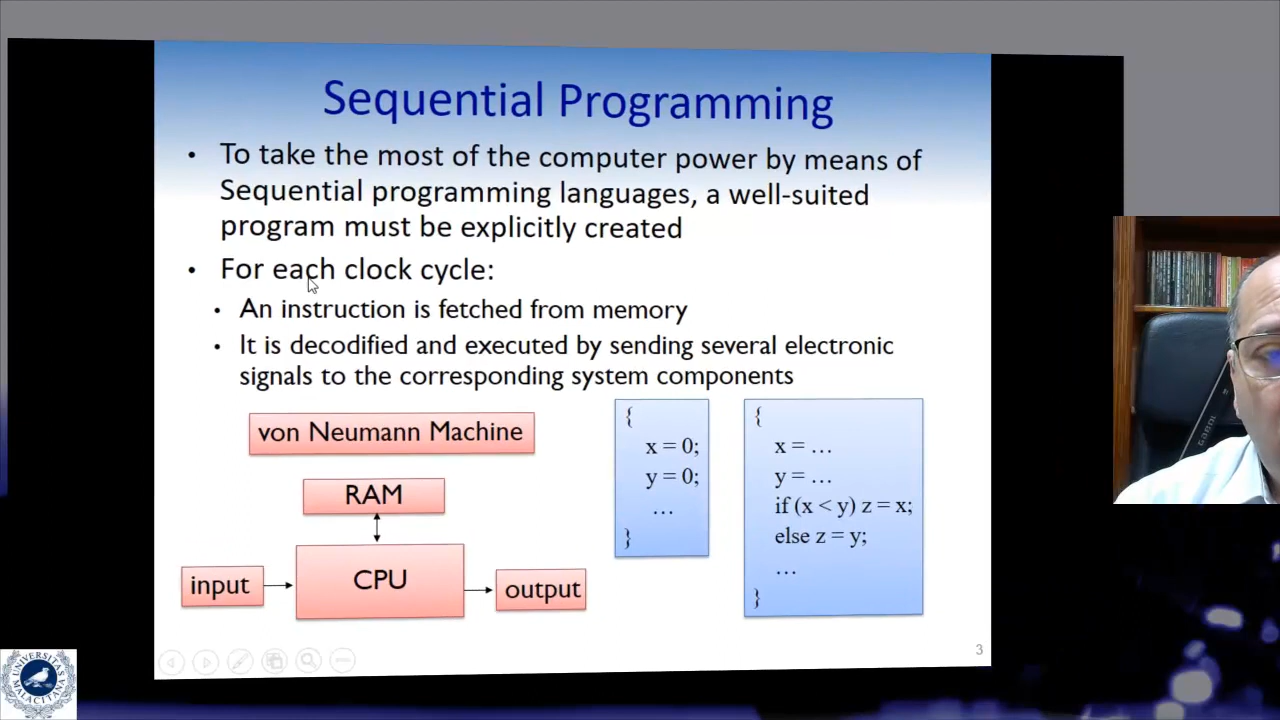 Sequential Programming
• To take the most of the computer power by means of
Sequential programming languages, a well-suited
program must be explicitly created
• For each clock cycle:
• An instruction is fetched from memory
• It is decodified and executed by sending several electronic
signals to the corresponding system components
von Neumann Machine
RAM
CPU
input
output
{
x = 0;
y = 0;
…
}
{
x = …
y = …
if (x < y) z = x;
else z = y;
…
}
3
UNIVERSITAS
MALACITANA